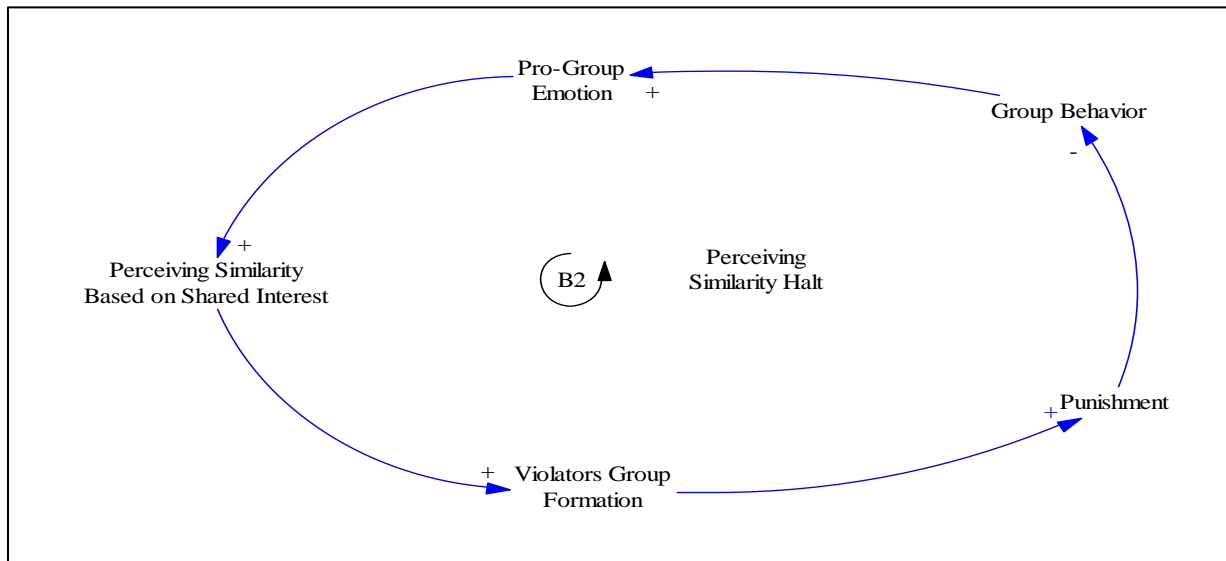 Pro-Group
Emotion
+
Group Behavior
-
+
Perceiving Similarity
Based on Shared Interest
B2
Perceiving
Similarity Halt
+
Punishment
+
Violators Group
Formation